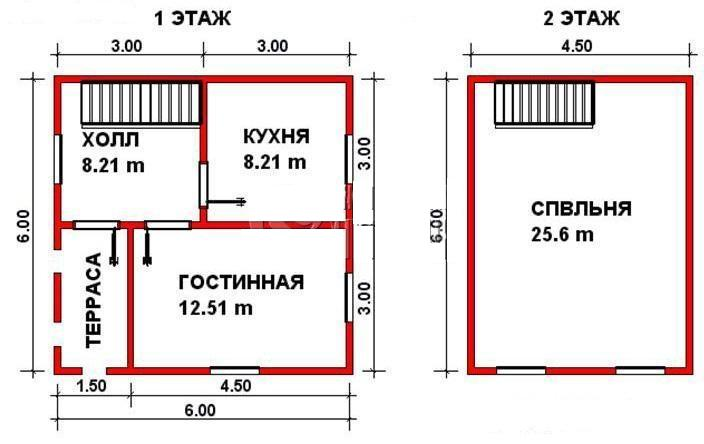 1 ЭТАЖ
2 ЭТАЖ
3.00
3.00
4.50
ХОЛЛ
8.21 m
КУХНЯ
8.21 m
3.00
6.00
6.00
СПВЛЬНЯ
25.6 m
ТЕРРАСА
ГОСТИННАЯ
12.51 m
3.00
1.50
4.50
6.00